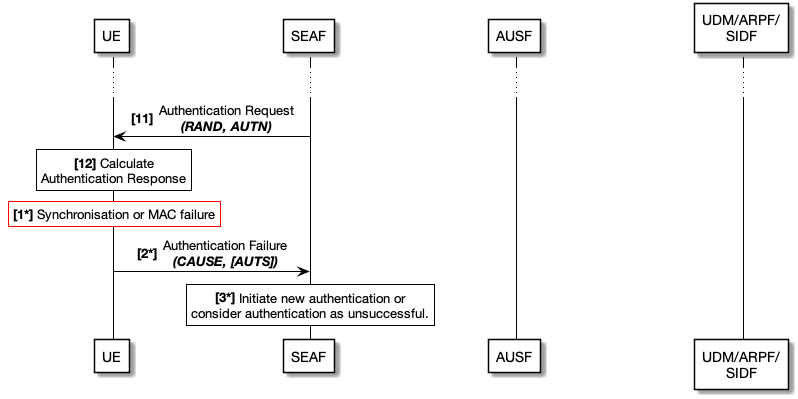 UE
SEAF
AUSF
UDM/ARPF/
SIDF
[11] Authentication Request
(RAND, AUTN)
[12] Calculate
Authentication Response
[1*] Synchronisation or MAC failure
[2*] Authentication Failure
(CAUSE, [AUTS])
[3*] Initiate new authentication or
consider authentication as unsuccessful.
UE
SEAF
AUSF
UDM/ARPF/
SIDF